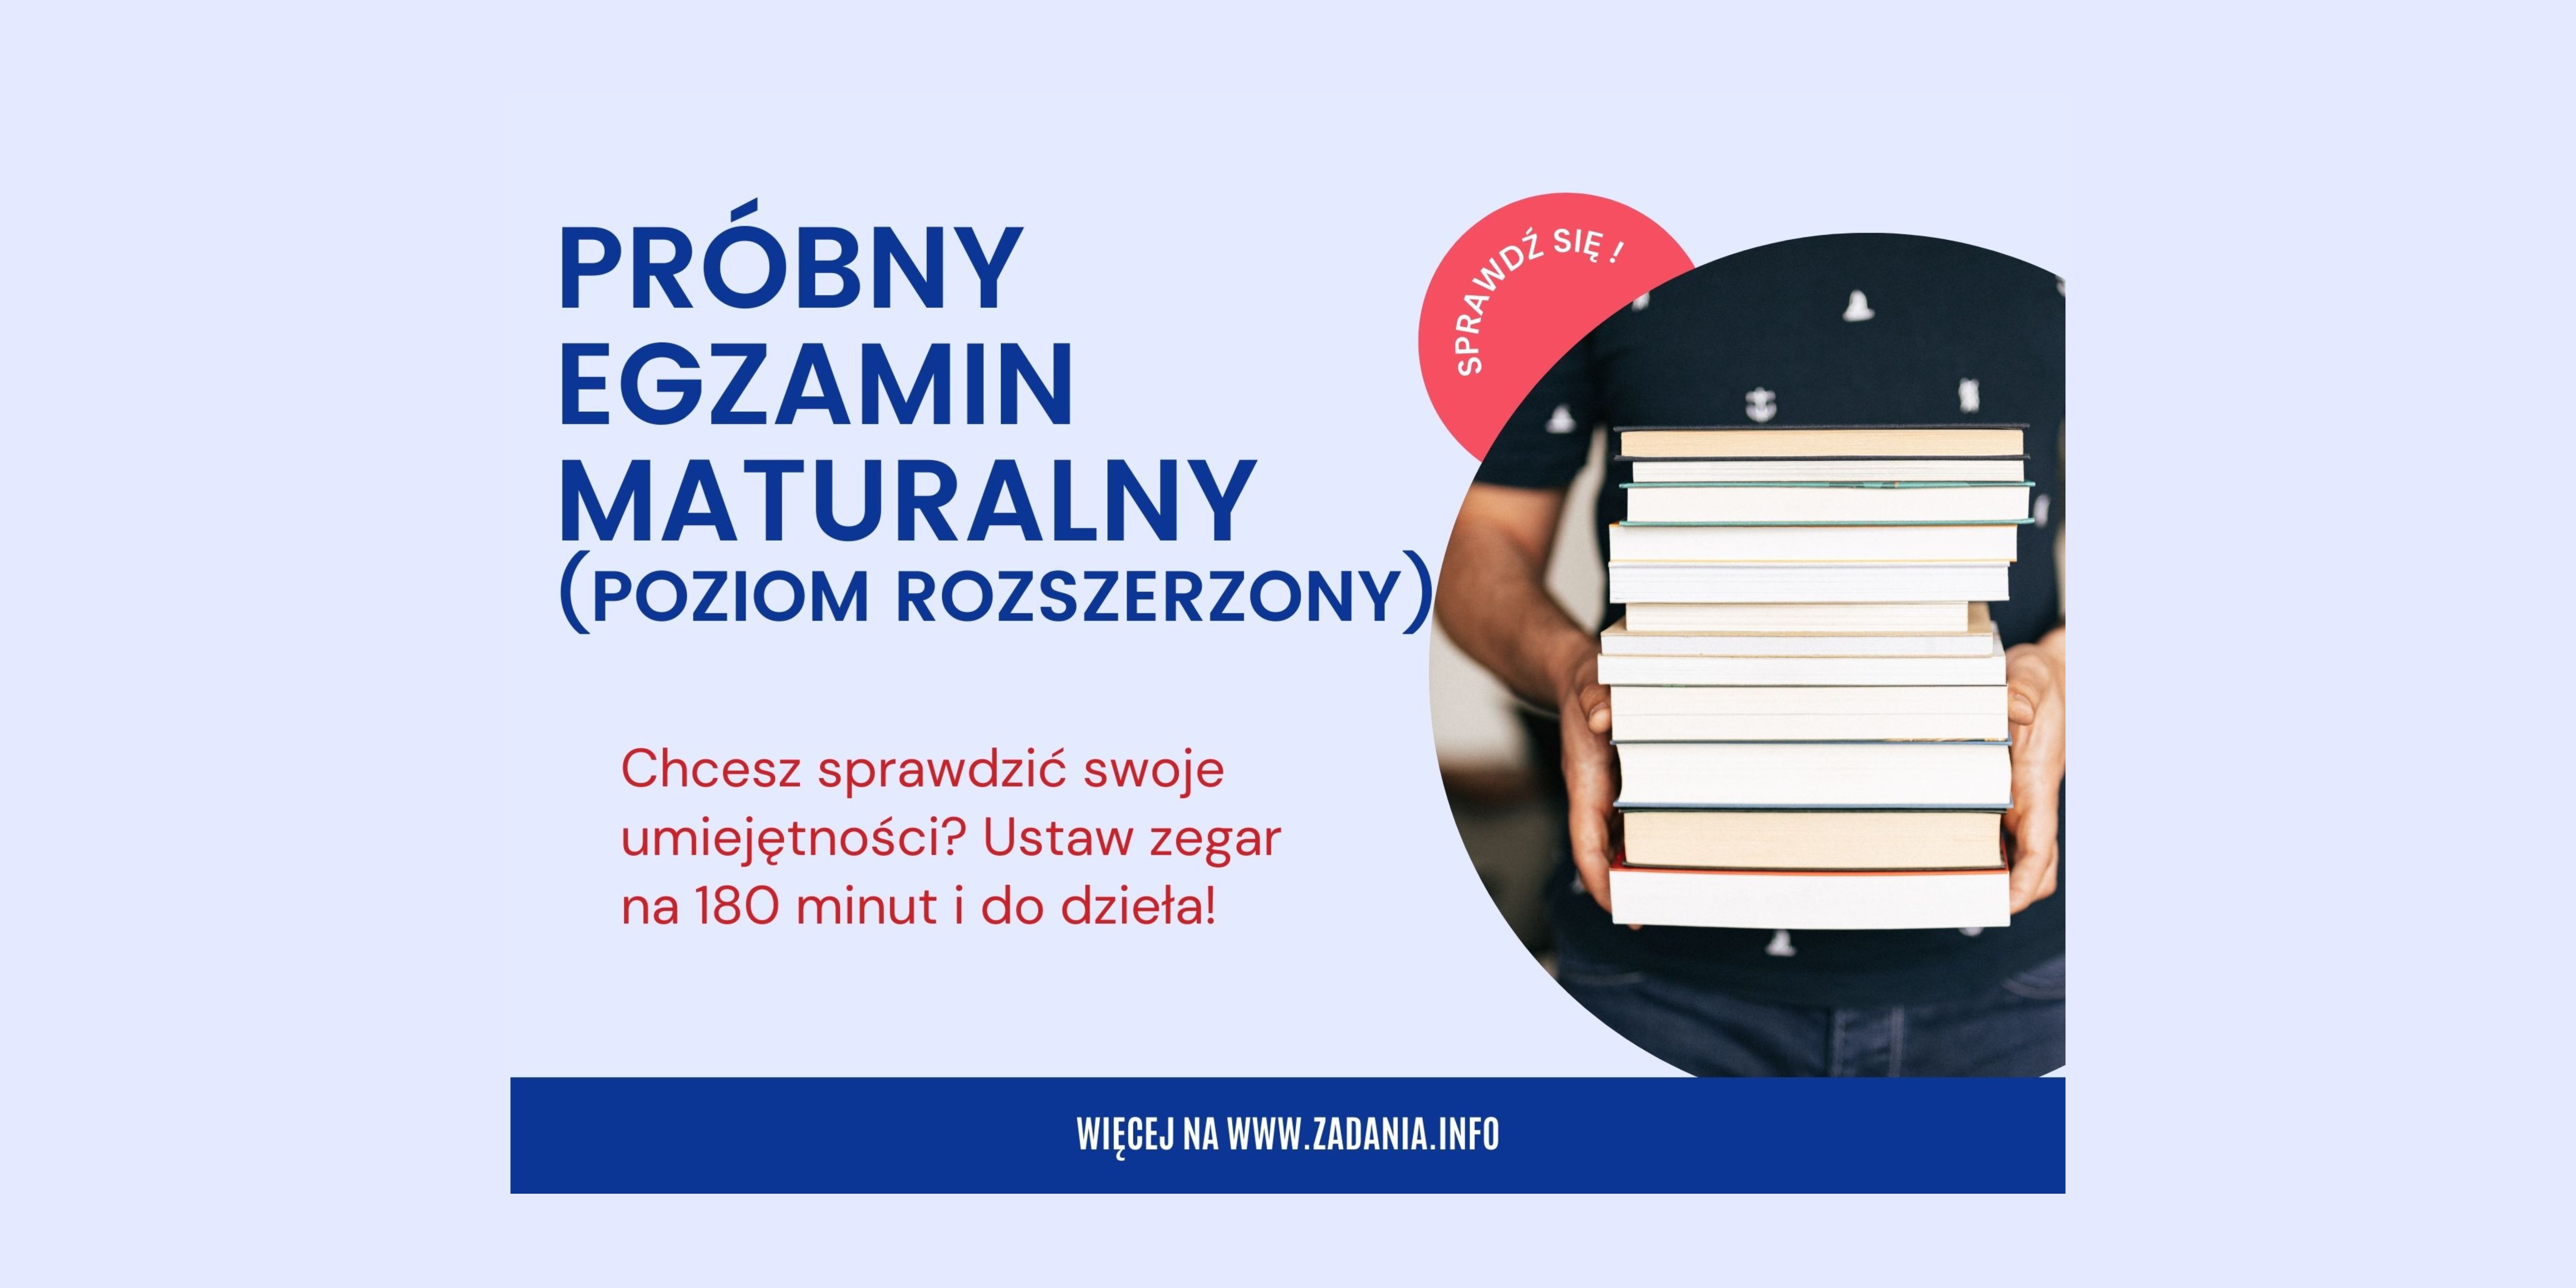 PRÓBNY
EGZAMIN
MATURALNY
(POZIOM ROZSZERZONY)
SPRAWDŹ SIĘ !
Chcesz sprawdzić swoje
umiejętności? Ustaw zegar
na 180 minut i do dzieła!
WIĘCEJ NA WWW.ZADANIA.INFO